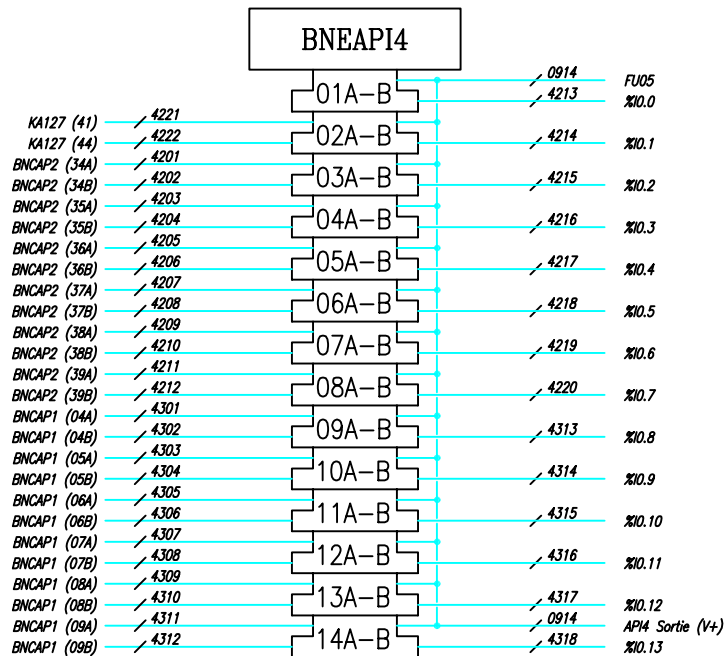 BNEAPI4
0914 FU05
01A-B 4213 %I0.0
KA127 (41) 4221
KA127 (44) 4222 02A-B 4214 %I0.1
BNCAP2 (34A) 4201
BNCAP2 (34B) 4202 03A-B 4215 %I0.2
BNCAP2 (35A) 4203
BNCAP2 (35B) 4204 04A-B 4216 %I0.3
BNCAP2 (36A) 4205
BNCAP2 (36B) 4206 05A-B 4217 %I0.4
BNCAP2 (37A) 4207
BNCAP2 (37B) 4208 06A-B 4218 %I0.5
BNCAP2 (38A) 4209
BNCAP2 (38B) 4210 07A-B 4219 %I0.6
BNCAP2 (39A) 4211
BNCAP2 (39B) 4212 08A-B 4220 %I0.7
BNCAP1 (04A) 4301
BNCAP1 (04B) 4302 09A-B 4313 %I0.8
BNCAP1 (05A) 4303
BNCAP1 (05B) 4304 10A-B 4314 %I0.9
BNCAP1 (06A) 4305
BNCAP1 (06B) 4306 11A-B 4315 %I0.10
BNCAP1 (07A) 4307
BNCAP1 (07B) 4308 12A-B 4316 %I0.11
BNCAP1 (08A) 4309
BNCAP1 (08B) 4310 13A-B 4317 %I0.12
BNCAP1 (09A) 4311 0914 API4 Sortie (V+)
BNCAP1 (09B) 4312 14A-B 4318 %I0.13